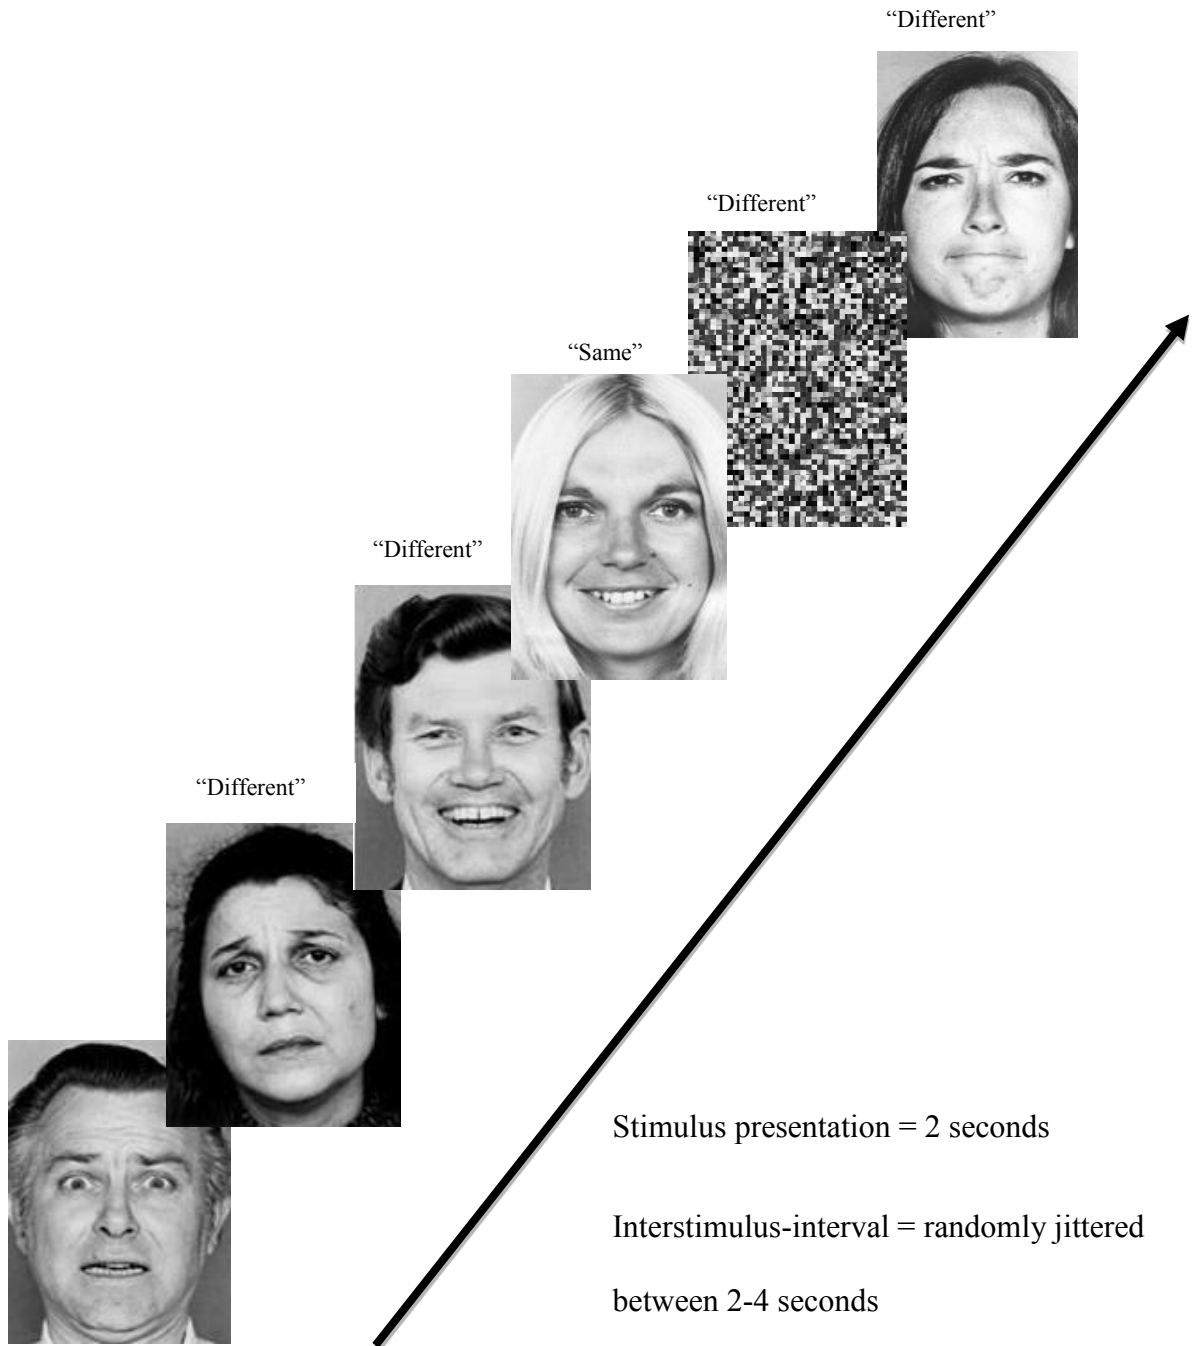 “Different”
“Different”
“Same”
“Different”
“Different”
Stimulus presentation = 2 seconds
Interstimulus-interval = randomly jittered
between 2-4 seconds